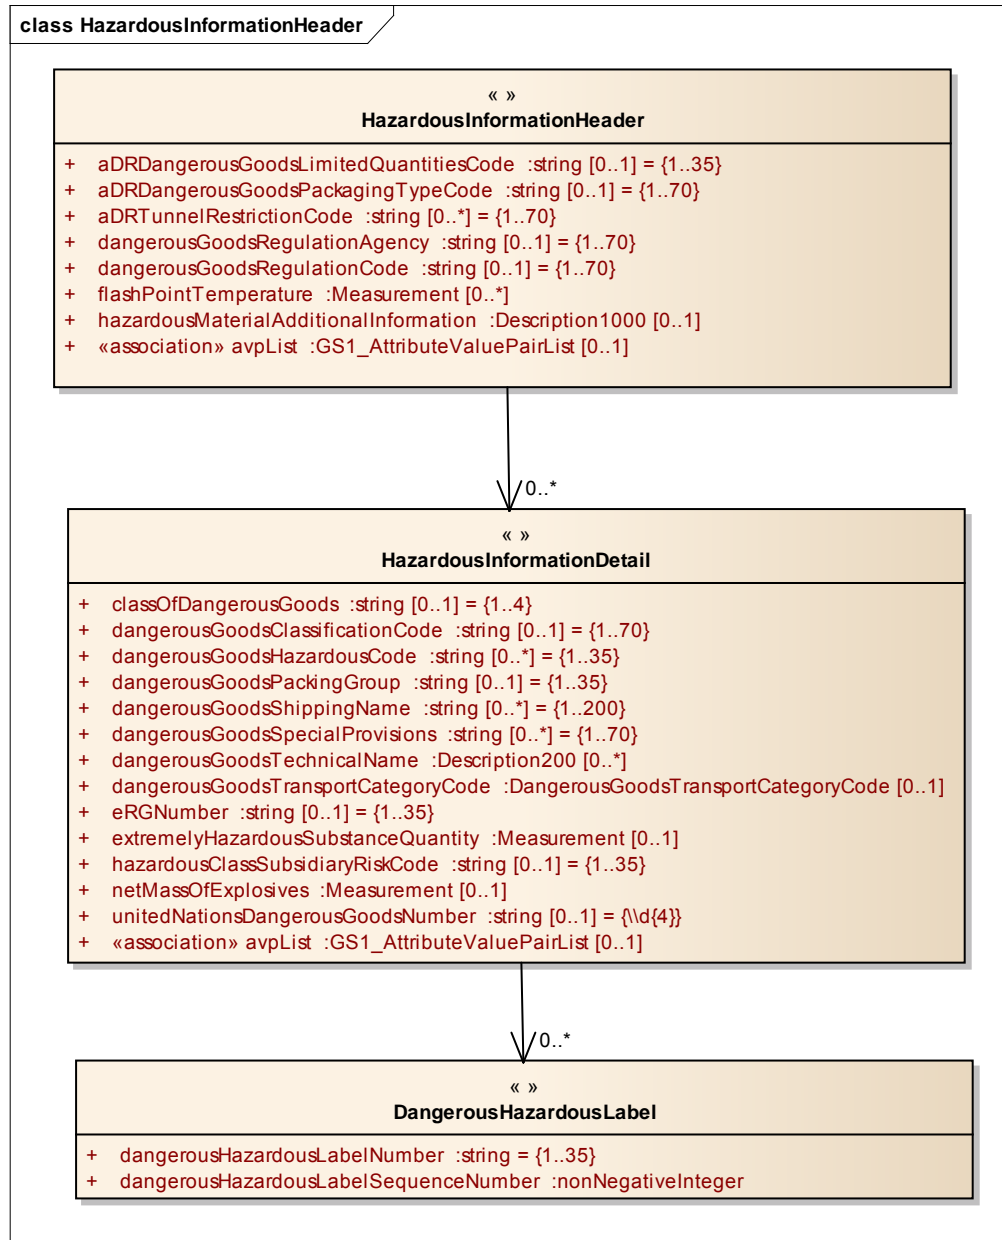 class HazardousInformationHeader
« »
HazardousInformationHeader
+ aDRDangerousGoodsLimitedQuantitiesCode :string [0..1] = {1..35}
+ aDRDangerousGoodsPackagingTypeCode :string [0..1] = {1..70}
+ aDRTunnelRestrictionCode :string [0..*] = {1..70}
+ dangerousGoodsRegulationAgency :string [0..1] = {1..70}
+ dangerousGoodsRegulationCode :string [0..1] = {1..70}
+ flashPointTemperature :Measurement [0..*]
+ hazardousMaterialAdditionalInformation :Description1000 [0..1]
+ «association» avpList :GS1_AttributeValuePairList [0..1]
0..*
« »
HazardousInformationDetail
+ classOfDangerousGoods :string [0..1] = {1..4}
+ dangerousGoodsClassificationCode :string [0..1] = {1..70}
+ dangerousGoodsHazardousCode :string [0..*] = {1..35}
+ dangerousGoodsPackingGroup :string [0..1] = {1..35}
+ dangerousGoodsShippingName :string [0..*] = {1..200}
+ dangerousGoodsSpecialProvisions :string [0..*] = {1..70}
+ dangerousGoodsTechnicalName :Description200 [0..*]
+ dangerousGoodsTransportCategoryCode :DangerousGoodsTransportCategoryCode [0..1]
+ eRGNumber :string [0..1] = {1..35}
+ extremelyHazardousSubstanceQuantity :Measurement [0..1]
+ hazardousClassSubsidiaryRiskCode :string [0..1] = {1..35}
+ netMassOfExplosives :Measurement [0..1]
+ unitedNationsDangerousGoodsNumber :string [0..1] = {\\d{4}}
+ «association» avpList :GS1_AttributeValuePairList [0..1]
0..*
« »
DangerousHazardousLabel
+ dangerousHazardousLabelNumber :string = {1..35}
+ dangerousHazardousLabelSequenceNumber :nonNegativeInteger